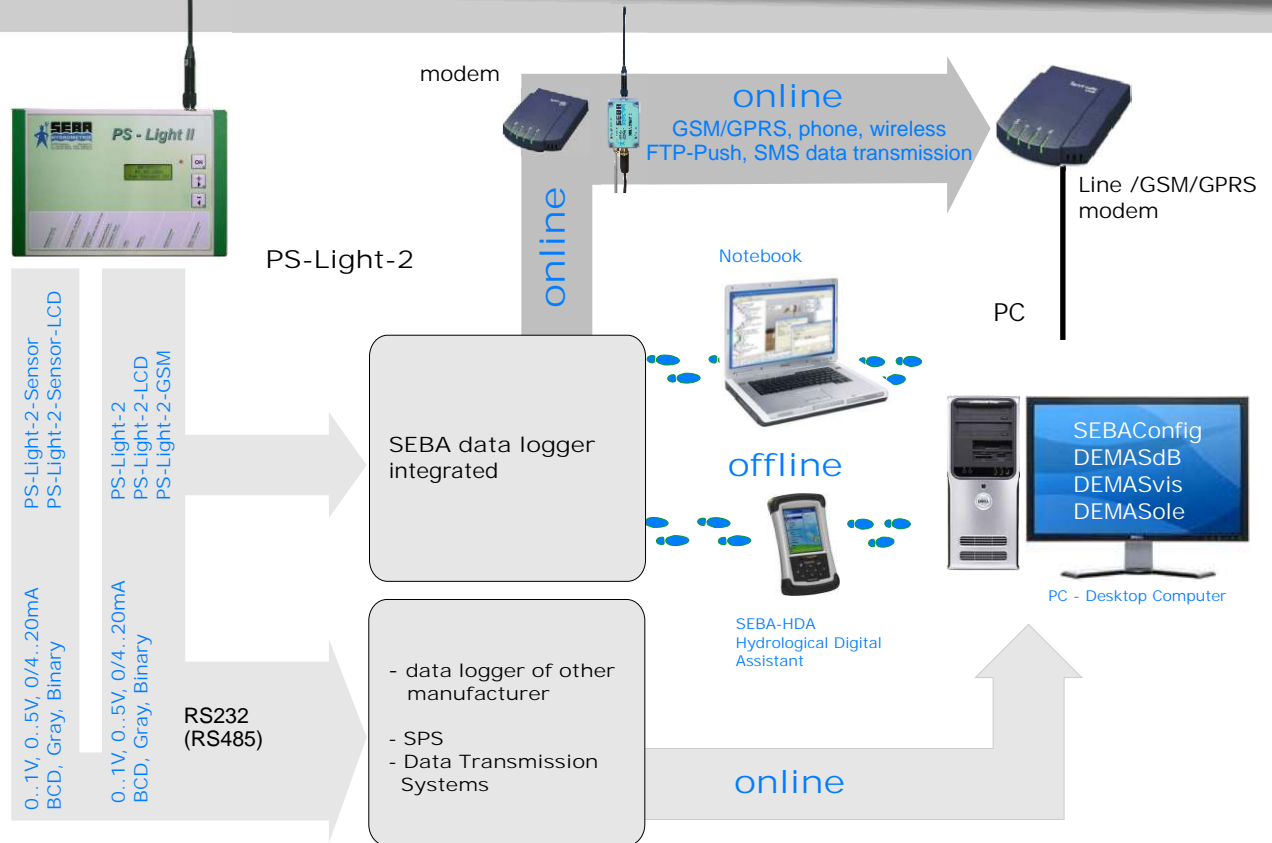 SEBA
HYDROMETRIE
PS - Light II
modem
SEBA
online
GSM/GPRS, phone, wireless
FTP-Push, SMS data transmission
Line /GSM/GPRS
modem
online
PS-Light-2
Notebook
PC
PS-Light-2-Sensor
PS-Light-2-Sensor-LCD
PS-Light-2
PS-Light-2-LCD
PS-Light-2-GSM
SEBA data logger
integrated
offline
SEBAConfig
DEMASdB
DEMASvis
DEMASole
PC - Desktop Computer
SEBA-HDA
Hydrological Digital
Assistant
0..1V, 0..5V, 0/4..20mA
BCD, Gray, Binary
0..1V, 0..5V, 0/4..20mA
BCD, Gray, Binary
RS232
(RS485)
- data logger of other
manufacturer
- SPS
- Data Transmission
Systems
online